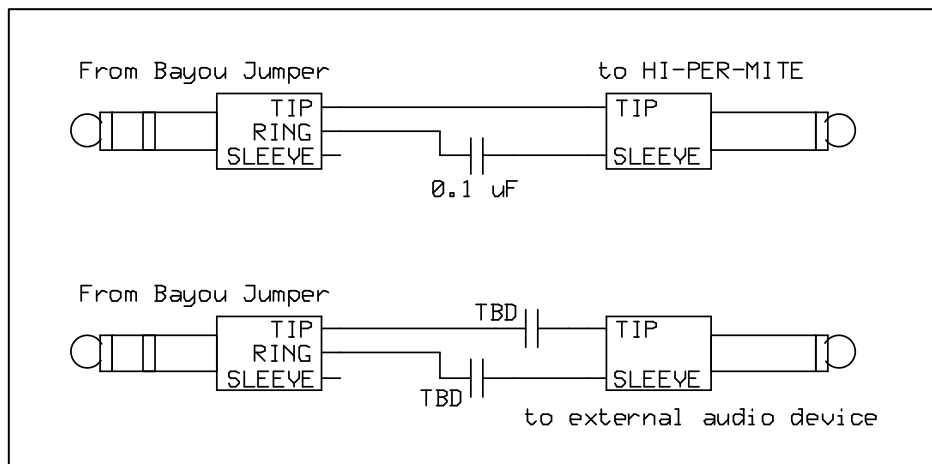 From Bayou Jumper
to HI-PER-MITE
TIP
RING
SLEEVE
TIP
SLEEVE
0.1 uF
From Bayou Jumper
TBD
TIP
RING
SLEEVE
TIP
SLEEVE
TBD
to external audio device